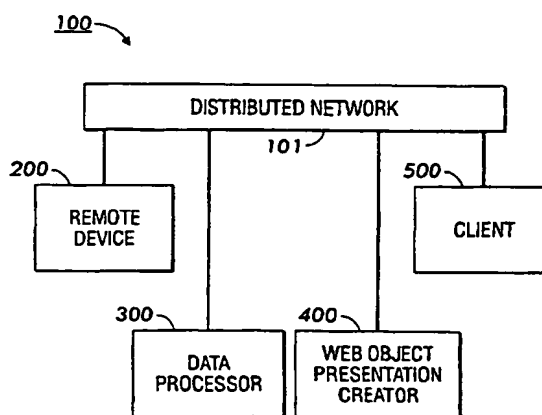 100
DISTRIBUTED NETWORK
101
200
REMOTE
DEVICE
500
CLIENT
300
DATA
PROCESSOR
400
WEB OBJECT
PRESENTATION
CREATOR